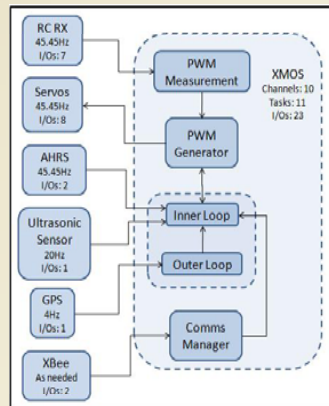 RC RX
45.45Hz
I/Os: 7
Servos
45.45Hz
I/Os: 8
AHRS
45.45Hz
I/Os: 2
Ultrasonic
Sensor
20Hz
I/Os: 1
GPS
4Hz
I/Os: 1
XBee
As needed
I/Os: 2
PWM
Measurement
PWM
Generator
Inner Loop
Outer Loop
Comms
Manager
XMOS
Channels: 10
Tasks: 11
I/Os: 23